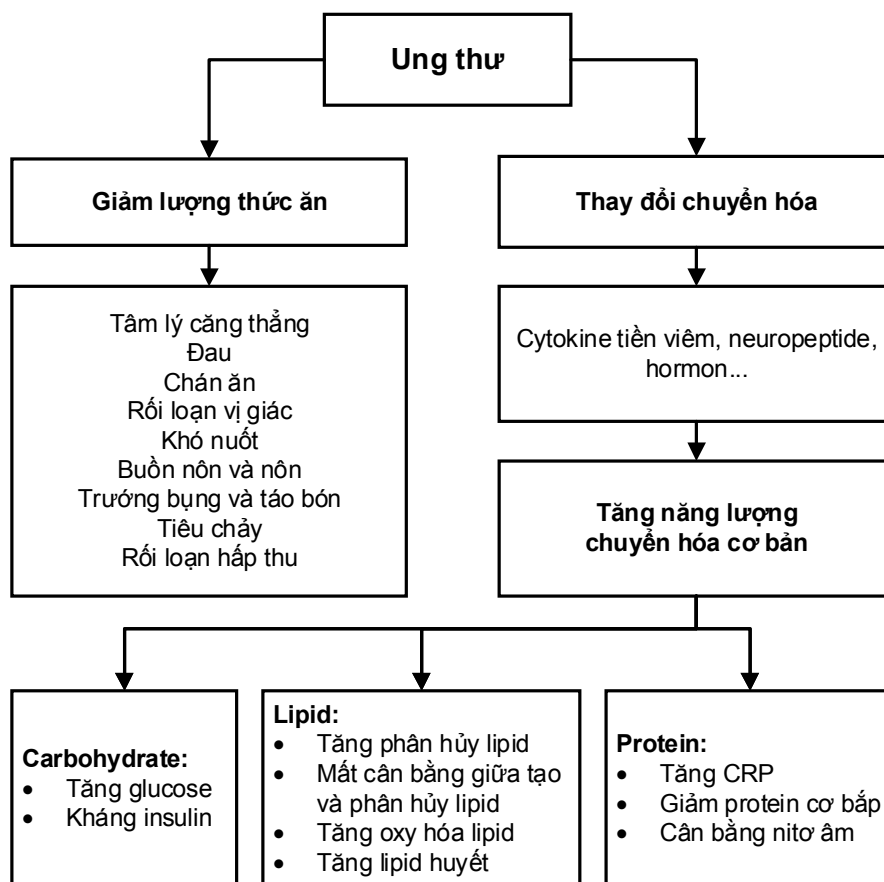 Ung thư
Giảm lượng thức ăn
Thay đổi chuyển hóa
Tâm lý căng thẳng
Đau
Chán ăn
Rối loạn vị giác
Khó nuốt
Buồn nôn và nôn
Trướng bụng và táo bón
Tiêu chảy
Rối loạn hấp thu
Cytokine tiền viêm, neuropeptide,
hormon...
Tăng năng lượng
chuyển hóa cơ bản
Carbohydrate:
• Tăng glucose
• Kháng insulin
Lipid:
• Tăng phân hủy lipid
• Mất cân bằng giữa tạo
và phân hủy lipid
• Tăng oxy hóa lipid
• Tăng lipid huyết
Protein:
• Tăng CRP
• Giảm protein cơ bắp
• Cân bằng nitơ âm